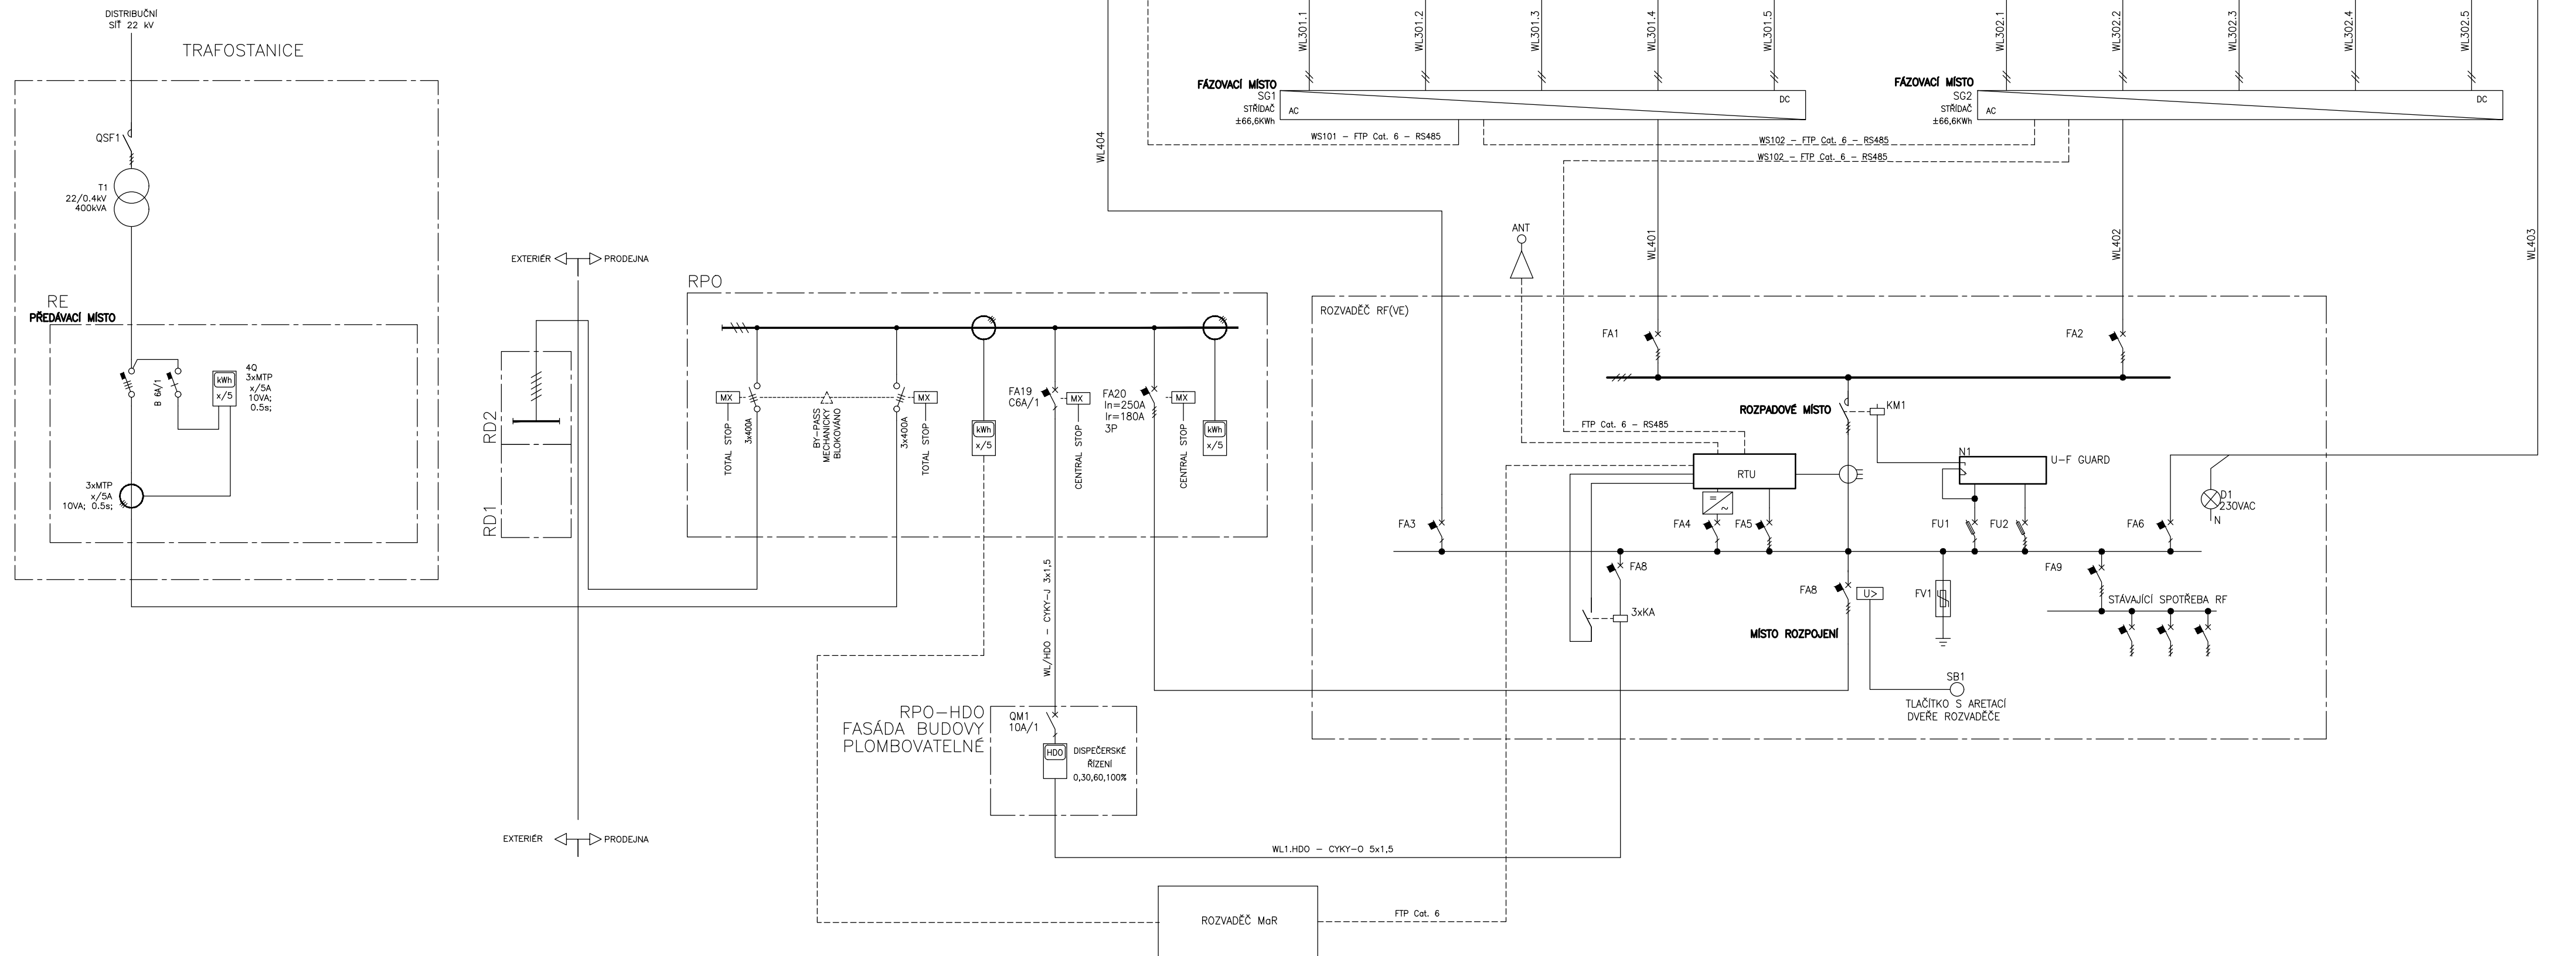 DISTRIBUČNÍ
SÍŤ 22 kV
TRAFOSTANICE
QSF1
T1
22/0.4kV
400kVA
RE
PŘEDÁVACÍ MÍSTO
B 6A/1
kWh
x/5
4Q
3xMTP
x/5A
10VA;
0.5s;
3xMTP
x/5A
10VA; 0.5s;
EXTERIÉR
PRODEJNA
RD2
RD1
EXTERIÉR
PRODEJNA
RPO
MX
TOTAL STOP
3x400A
BY-PASS
MECHANICKY
BLOKOVÁNO
3x400A
MX
TOTAL STOP
kWh
x/5
FA19
C6A/1
MX
CENTRAL STOP
FA20
In=250A
Ir=180A
3P
MX
CENTRAL STOP
kWh
x/5
WL/HDO - CYKY-J 3x1,5
RPO-HDO
FASÁDA BUDOVY
PLOMBOVATELNÉ
QM1
10A/1
HDO
DISPEČERSKÉ
ŘÍZENÍ
0,30,60,100%
WL1.HDO - CYKY-O 5x1,5
ROZVADĚČ MaR
FTP Cat. 6
WL404
WL301.1
WL301.2
WL301.3
WL301.4
WL301.5
FÁZOVACÍ MÍSTO
SG1
STŘÍDAČ
±66,6KWh
AC
DC
WS101 - FTP Cat. 6 - RS485
WL302.1
WL302.2
WL302.3
WL302.4
WL302.5
FÁZOVACÍ MÍSTO
SG2
STŘÍDAČ
±66,6KWh
AC
DC
WS102 - FTP Cat. 6 - RS485
WS102 - FTP Cat. 6 - RS485
ANT
WL401
WL402
WL403
ROZVADĚČ RF(VE)
FA1
FA2
ROZPADOVÉ MÍSTO
KM1
FTP Cat. 6 - RS485
RTU
N1
U-F GUARD
D1
230VAC
N
FA3
FA4
FA5
FU1
FU2
FA6
FA8
3xKA
FA8
U>
FV1
FA9
STÁVAJÍCÍ SPOTŘEBA RF
MÍSTO ROZPOJENÍ
SB1
TLAČÍTKO S ARETACÍ
DVEŘE ROZVADĚČE